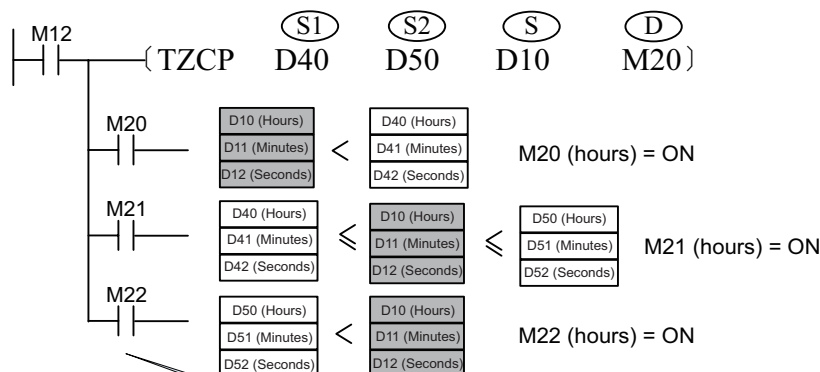 S1 S2 S D
M12
[TZCP D40 D50 D10 M20]
M20
D10 (Hours)
D11 (Minutes)
D12 (Seconds)
<
D40 (Hours)
D41 (Minutes)
D42 (Seconds)
M20 (hours) = ON
M21
D40 (Hours)
D41 (Minutes)
D42 (Seconds)
≤
D10 (Hours)
D11 (Minutes)
D12 (Seconds)
≤
D50 (Hours)
D51 (Minutes)
D52 (Seconds)
M21 (hours) = ON
M22
D50 (Hours)
D51 (Minutes)
D52 (Seconds)
<
D10 (Hours)
D11 (Minutes)
D12 (Seconds)
M22 (hours) = ON